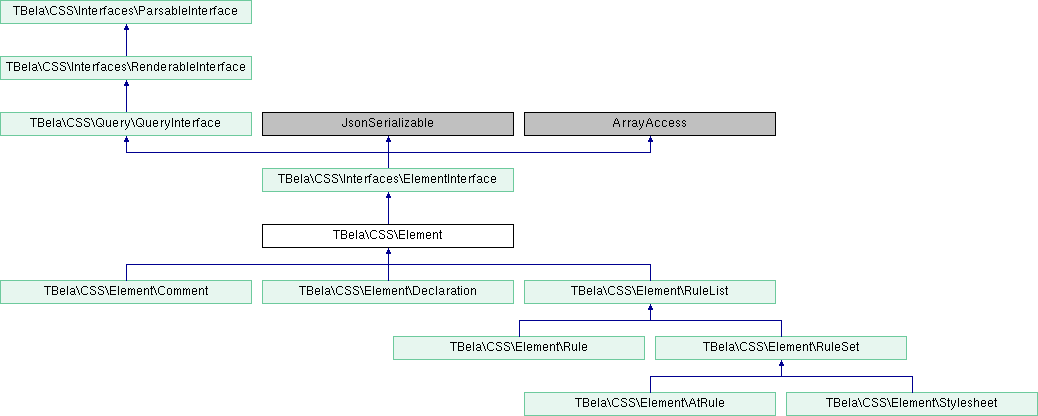 TBela\CSS\Interfaces\ParsableInterface
TBela\CSS\Interfaces\RenderableInterface
TBela\CSS\Query\QueryInterface
JsonSerializable
ArrayAccess
TBela\CSS\Interfaces\ElementInterface
TBela\CSS\Element
TBela\CSS\Element\Comment
TBela\CSS\Element\Declaration
TBela\CSS\Element\RuleList
TBela\CSS\Element\Rule
TBela\CSS\Element\RuleSet
TBela\CSS\Element\AtRule
TBela\CSS\Element\Stylesheet